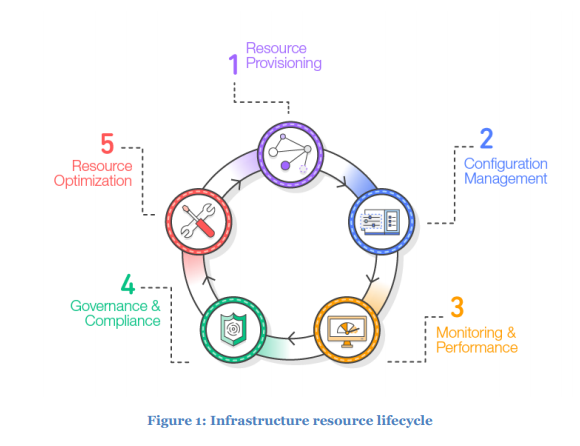 1
Resource
Provisioning
2
Configuration
Management
3
Monitoring &
Performance
4
Governance &
Compliance
5
Resource
Optimization
Figure 1: Infrastructure resource lifecycle